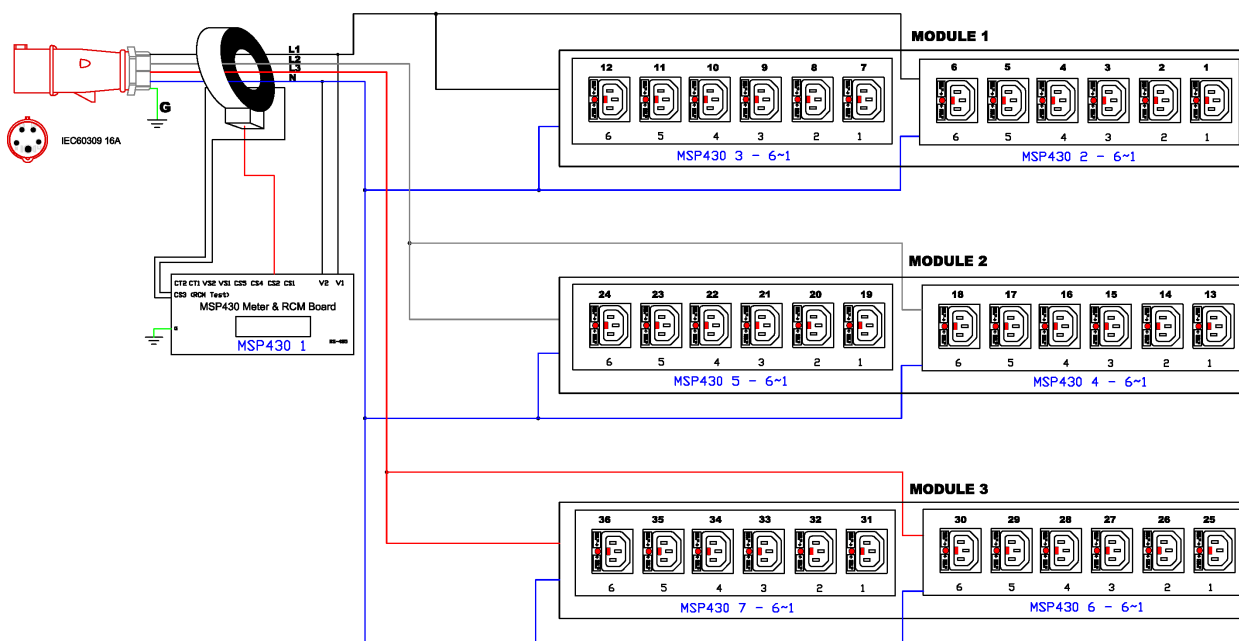 G
IEC60309 16A
L1
L2
L3
N
CT2 CT1 VS2 VS1 CS5 CS4 CS2 CS1 V2 V1
CS3 (RCM Test)
MSP430 Meter & RCM Board
G
MSP430 1
RS-485
MODULE 1
12 11 10 9 8 7
6 5 4 3 2 1
MSP430 3 - 6~1
6 5 4 3 2 1
6 5 4 3 2 1
MSP430 2 - 6~1
MODULE 2
24 23 22 21 20 19
6 5 4 3 2 1
MSP430 5 - 6~1
18 17 16 15 14 13
6 5 4 3 2 1
MSP430 4 - 6~1
MODULE 3
36 35 34 33 32 31
6 5 4 3 2 1
MSP430 7 - 6~1
30 29 28 27 26 25
6 5 4 3 2 1
MSP430 6 - 6~1